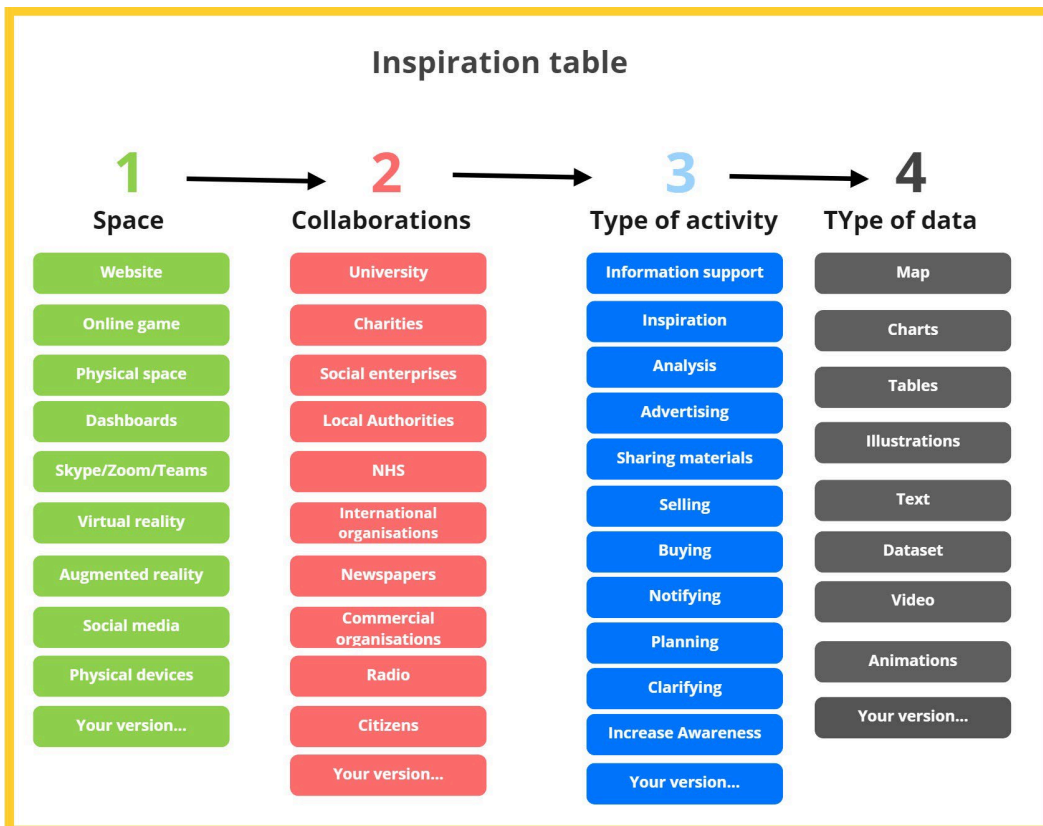 Inspiration table
1
2
3
4
Space
Collaborations
Type of activity
TYpe of data
Website
Online game
Physical space
Dashboards
Skype/Zoom/Teams
Virtual reality
Augmented reality
Social media
Physical devices
Your version...
University
Charities
Social enterprises
Local Authorities
NHS
International
organisations
Newspapers
Commercial
organisations
Radio
Citizens
Your version...
Information support
Inspiration
Analysis
Advertising
Sharing materials
Selling
Buying
Notifying
Planning
Clarifying
Increase Awareness
Your version...
Map
Charts
Tables
Illustrations
Text
Dataset
Video
Animations
Your version...